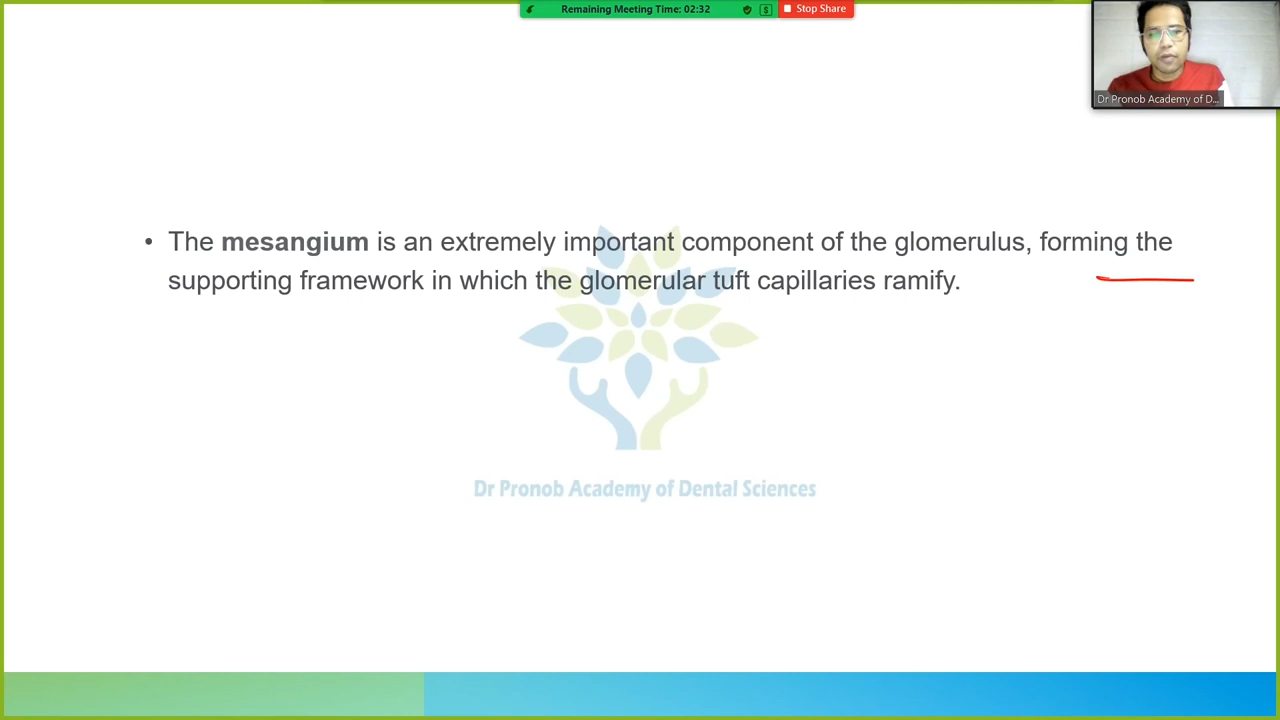 Remaining Meeting Time: 02:32
Stop Share
Dr Pronob Academy of D...
• The mesangium is an extremely important component of the glomerulus, forming the
supporting framework in which the glomerular tuft capillaries ramify.
Dr Pronob Academy of Dental Sciences